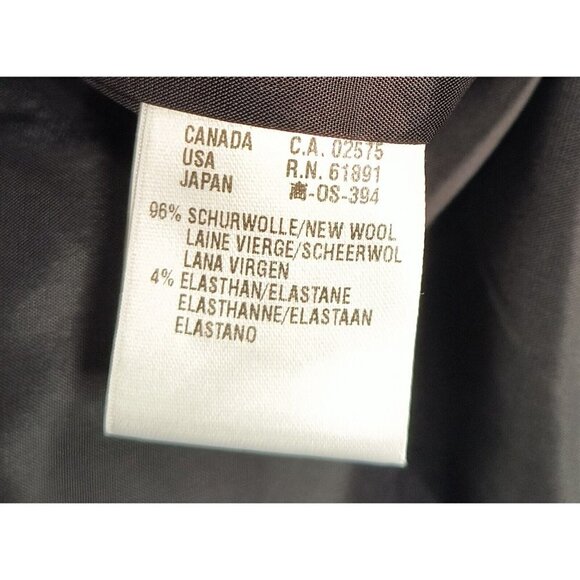 CANADA C.A. 02575
USA R.N. 61891
JAPAN 商-OS-394
96% SCHURWOLLE/NEW WOOL
LAINE VIERGE/SCHEERWOL
LANA VIRGEN
4% ELASTHAN/ELASTANE
ELASTHANNE/ELASTAAN
ELASTANO